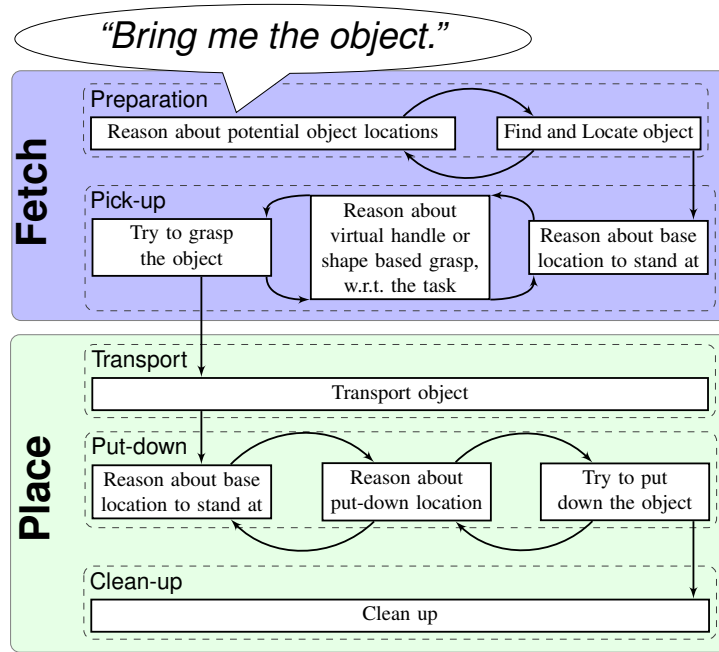 “Bring me the object.”
Fetch
Preparation
Reason about potential object locations
Find and Locate object
Pick-up
Try to grasp
the object
Reason about
virtual handle or
shape based grasp,
w.r.t. the task
Reason about base
location to stand at
Place
Transport
Transport object
Put-down
Reason about base
location to stand at
Reason about
put-down location
Try to put
down the object
Clean-up
Clean up